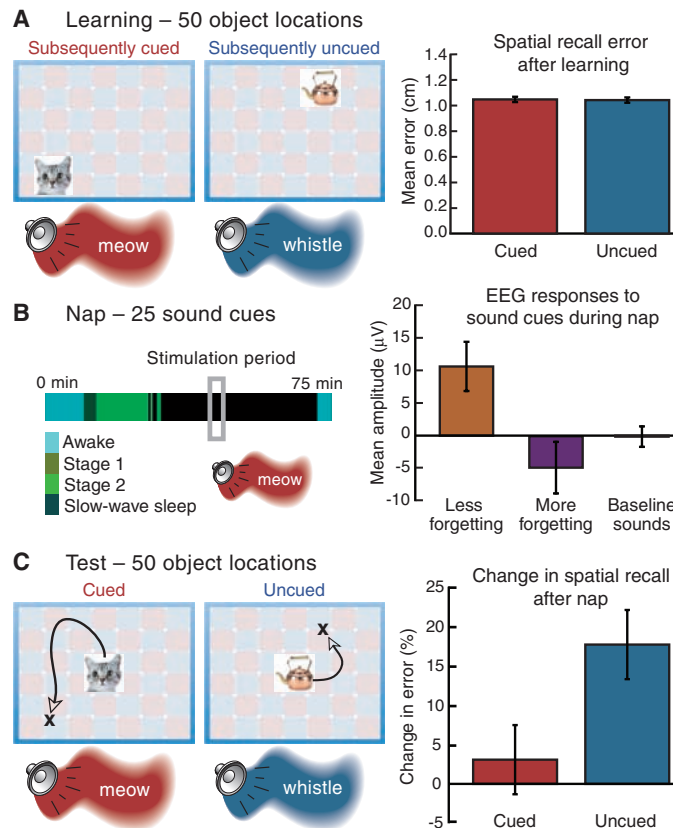 A Learning – 50 object locations
Subsequently cued
Subsequently uncued
meow
whistle
Spatial recall error
after learning
Mean error (cm)
1.4
1.2
1.0
0.8
0.6
0.4
0.2
0.0
Cued
Uncued
B Nap – 25 sound cues
Stimulation period
0 min
75 min
Awake
Stage 1
Stage 2
Slow-wave sleep
meow
EEG responses to
sound cues during nap
Mean amplitude (µV)
20
15
10
5
0
-5
-10
Less
forgetting
More
forgetting
Baseline
sounds
C Test – 50 object locations
Cued
Uncued
x
x
meow
whistle
Change in spatial recall
after nap
Change in error (%)
25
20
15
10
5
0
-5
Cued
Uncued